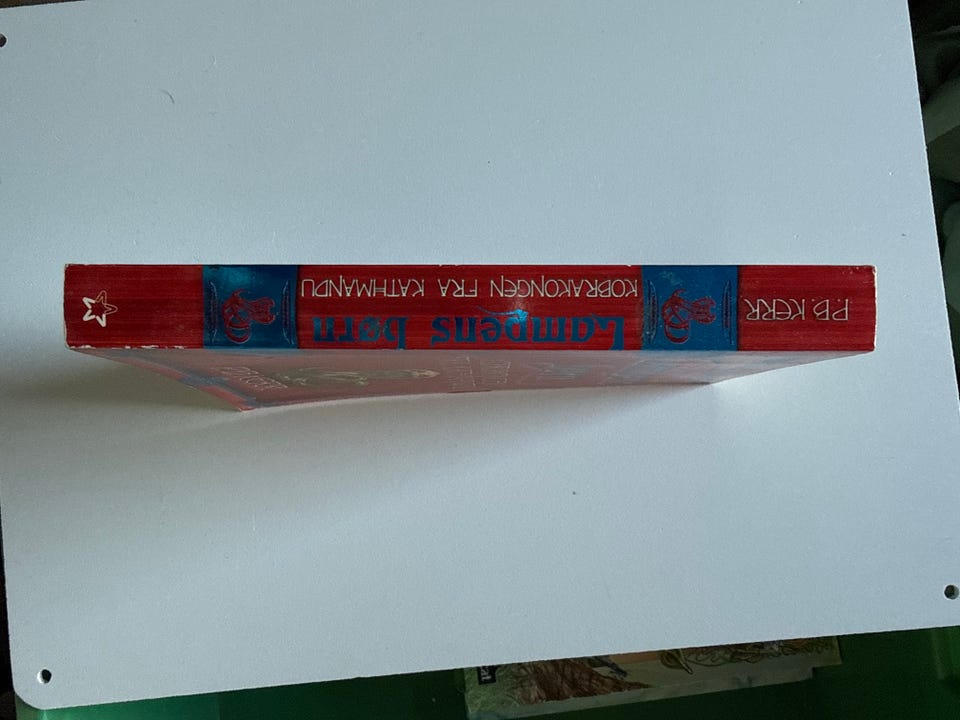 P.B. KERR
Lampens børn
KOBRAKONGEN FRA KATHMANDU